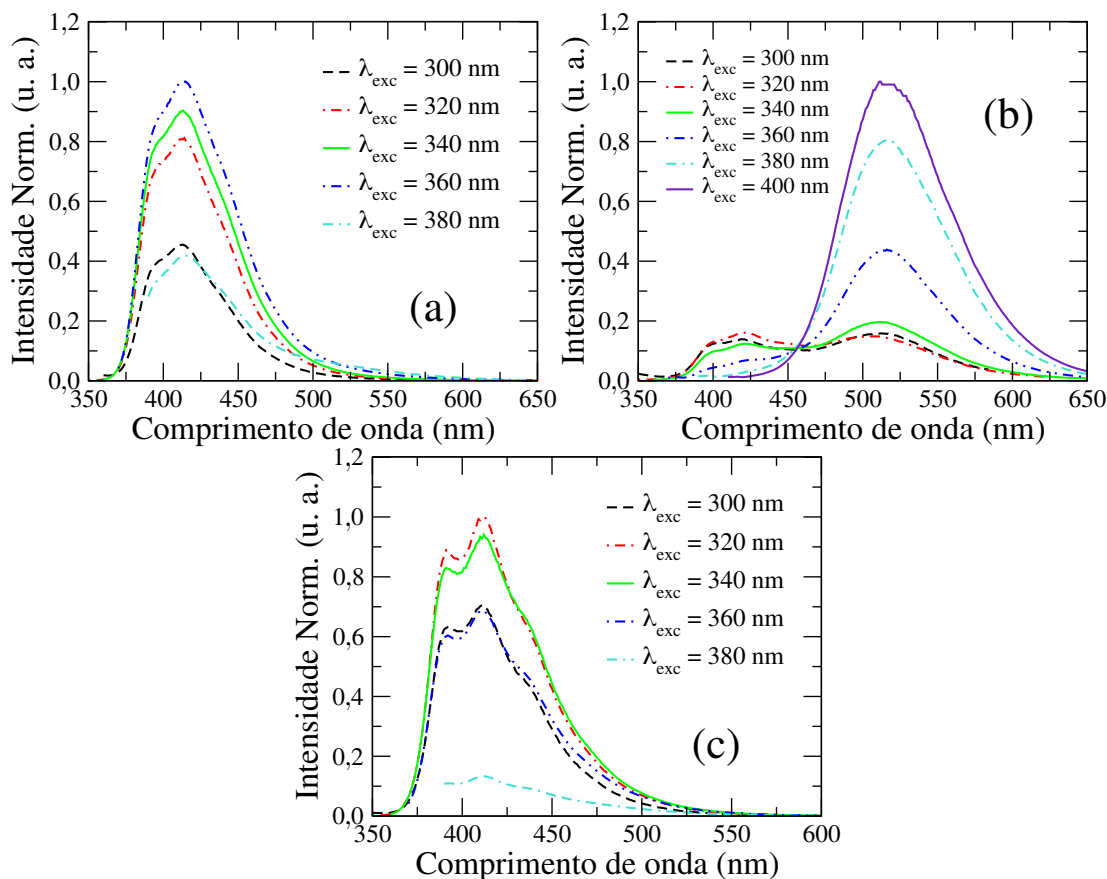 Intensidade Norm. (u. a.)
1,2
1,0
0,8
0,6
0,4
0,2
0,0
350 400 450 500 550 600 650
Comprimento de onda (nm)
λexc = 300 nm
λexc = 320 nm
λexc = 340 nm
λexc = 360 nm
λexc = 380 nm
(a)
Intensidade Norm. (u. a.)
1,2
1,0
0,8
0,6
0,4
0,2
0,0
350 400 450 500 550 600 650
Comprimento de onda (nm)
λexc = 300 nm
λexc = 320 nm
λexc = 340 nm
λexc = 360 nm
λexc = 380 nm
λexc = 400 nm
(b)
Intensidade Norm. (u. a.)
1,2
1,0
0,8
0,6
0,4
0,2
0,0
350 400 450 500 550 600
Comprimento de onda (nm)
λexc = 300 nm
λexc = 320 nm
λexc = 340 nm
λexc = 360 nm
λexc = 380 nm
(c)